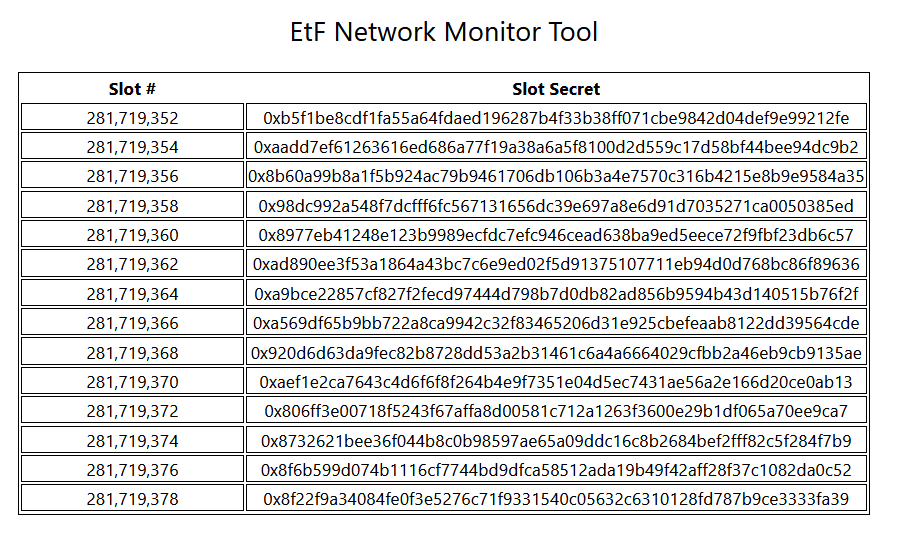 EtF Network Monitor Tool
Slot # Slot Secret
281,719,352 0xb5f1be8cdf1fa55a64fdaed196287b4f33b38ff071cbe9842d04def9e99212fe
281,719,354 0xaadd7ef61263616ed686a77f19a38a6a5f8100d2d559c17d58bf44bee94dc9b2
281,719,356 0x8b60a99b8a1f5b924ac79b9461706db106b3a4e7570c316b4215e8b9e9584a35
281,719,358 0x98dc992a548f7dcfff6fc567131656dc39e697a8e6d91d7035271ca0050385ed
281,719,360 0x8977eb41248e123b9989ecfdc7efc946cead638ba9ed5eece72f9fbf23db6c57
281,719,362 0xad890ee3f53a1864a43bc7c6e9ed02f5d91375107711eb94d0d768bc86f89636
281,719,364 0xa9bce22857cf827f2fecd97444d798b7d0db82ad856b9594b43d140515b76f2f
281,719,366 0xa569df65b9bb722a8ca9942c32f83465206d31e925cbefeaab8122dd39564cde
281,719,368 0x920d6d63da9fec82b8728dd53a2b31461c6a4a6664029cfbb2a46eb9cb9135ae
281,719,370 0xaef1e2ca7643c4d6f6f8f264b4e9f7351e04d5ec7431ae56a2e166d20ce0ab13
281,719,372 0x806ff3e00718f5243f67affa8d00581c712a1263f3600e29b1df065a70ee9ca7
281,719,374 0x8732621bee36f044b8c0b98597ae65a09ddc16c8b2684bef2fff82c5f284f7b9
281,719,376 0x8f6b599d074b1116cf7744bd9dfca58512ada19b49f42aff28f37c1082da0c52
281,719,378 0x8f22f9a34084fe0f3e5276c71f9331540c05632c6310128fd787b9ce3333fa39